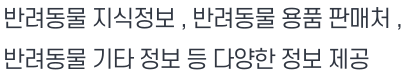 반려동물 지식정보 , 반려동물 용품 판매처 ,
반려동물 기타 정보 등 다양한 정보 제공